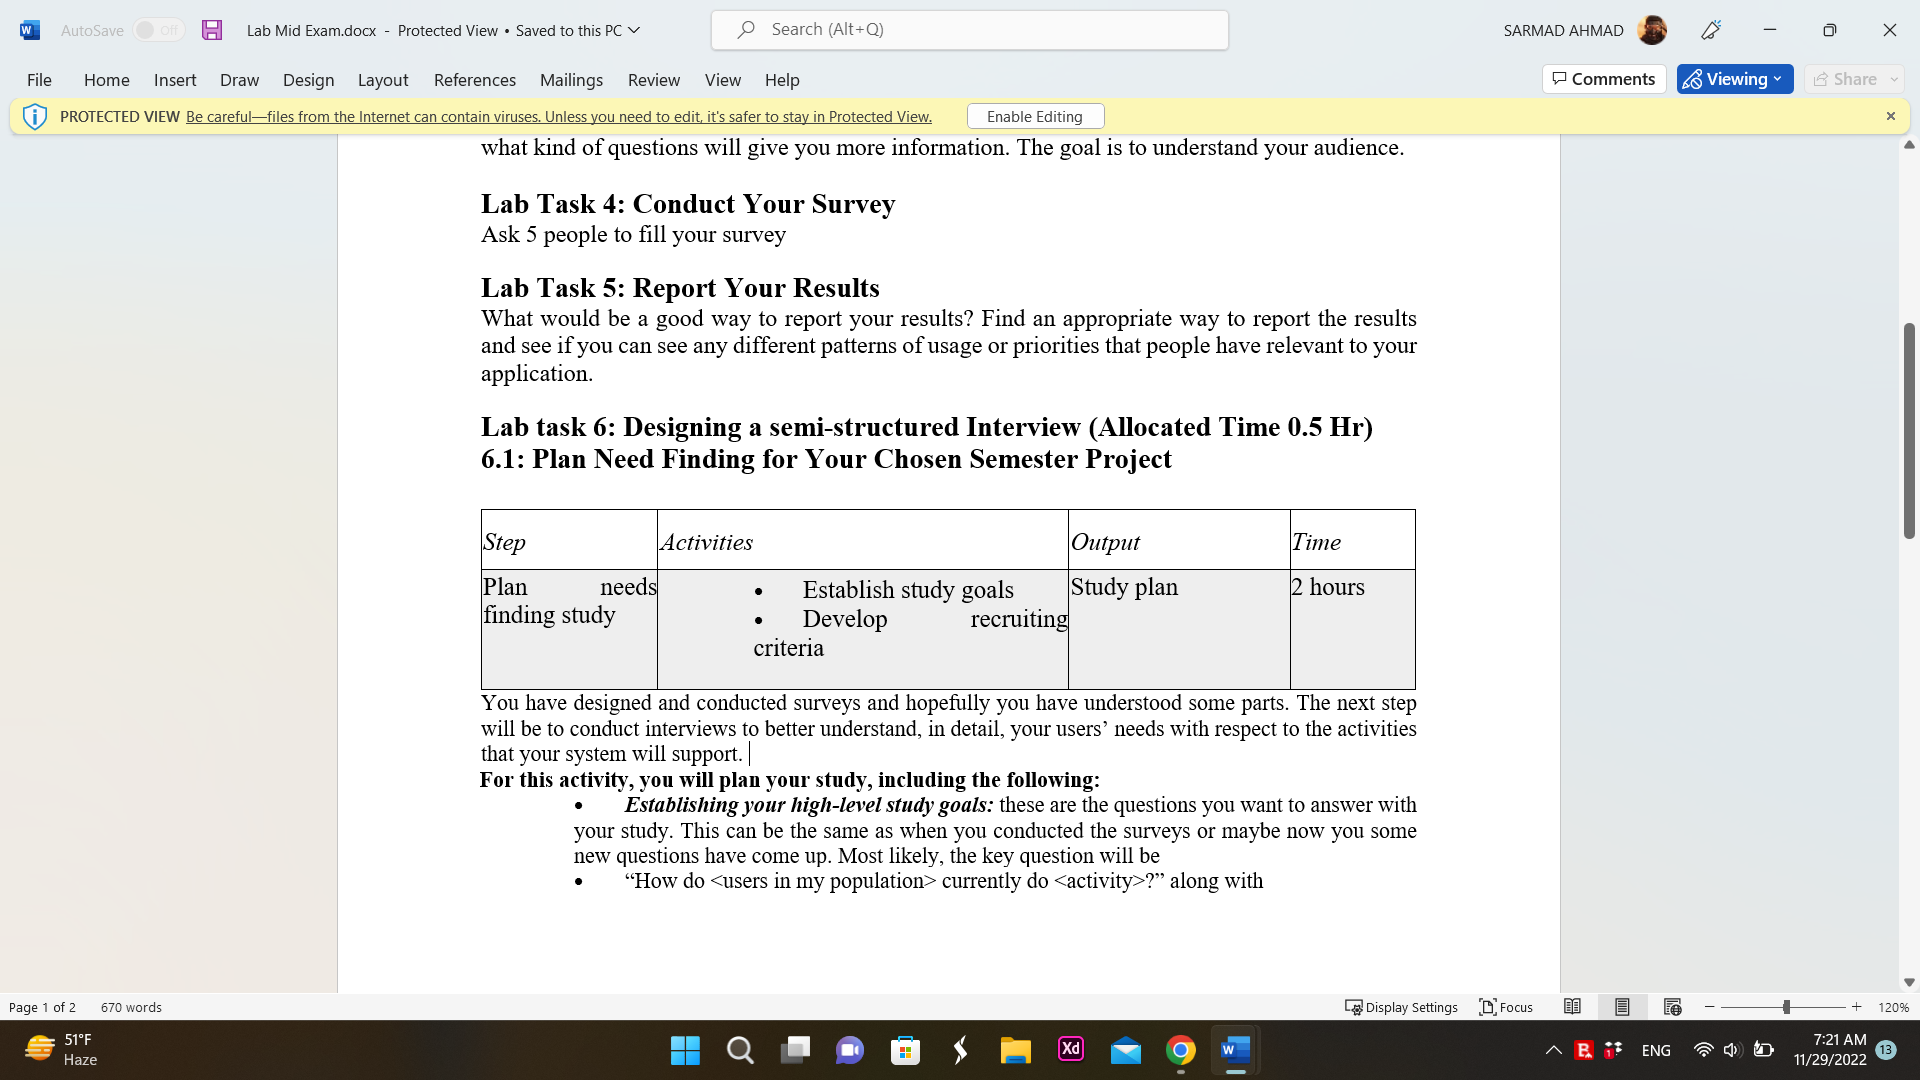 AutoSave Off Lab Mid Exam.docx - Protected View • Saved to this PC Search (Alt+Q) SARMAD AHMAD
File Home Insert Draw Design Layout References Mailings Review View Help Comments Viewing Share
PROTECTED VIEW Be careful—files from the Internet can contain viruses. Unless you need to edit, it's safer to stay in Protected View. Enable Editing
what kind of questions will give you more information. The goal is to understand your audience.
Lab Task 4: Conduct Your Survey
Ask 5 people to fill your survey
Lab Task 5: Report Your Results
What would be a good way to report your results? Find an appropriate way to report the results
and see if you can see any different patterns of usage or priorities that people have relevant to your
application.
Lab task 6: Designing a semi-structured Interview (Allocated Time 0.5 Hr)
6.1: Plan Need Finding for Your Chosen Semester Project
Step Activities Output Time
Plan needs
finding study
• Establish study goals
• Develop recruiting
criteria
Study plan
2 hours
You have designed and conducted surveys and hopefully you have understood some parts. The next step
will be to conduct interviews to better understand, in detail, your users’ needs with respect to the activities
that your system will support.
For this activity, you will plan your study, including the following:
• Establishing your high-level study goals: these are the questions you want to answer with
your study. This can be the same as when you conducted the surveys or maybe now you some
new questions have come up. Most likely, the key question will be
• “How do <users in my population> currently do <activity>?” along with
Page 1 of 2 670 words Display Settings Focus 120%
51°F
Haze
Xd
W
ENG
7:21 AM
11/29/2022
13